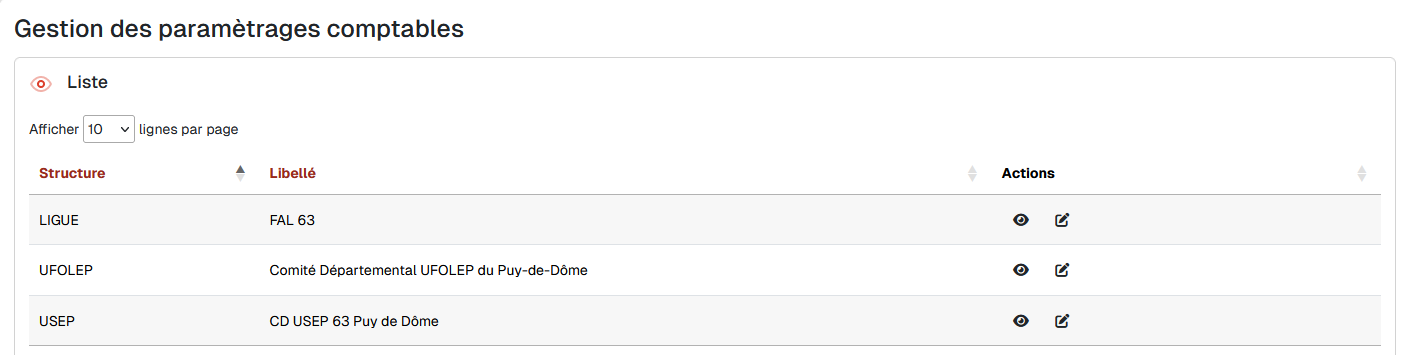 Gestion des paramètrages comptables
Liste
Afficher 10 lignes par page
Structure Libellé Actions
LIGUE FAL 63
UFOLEP Comité Départemental UFOLEP du Puy-de-Dôme
USEP CD USEP 63 Puy de Dôme